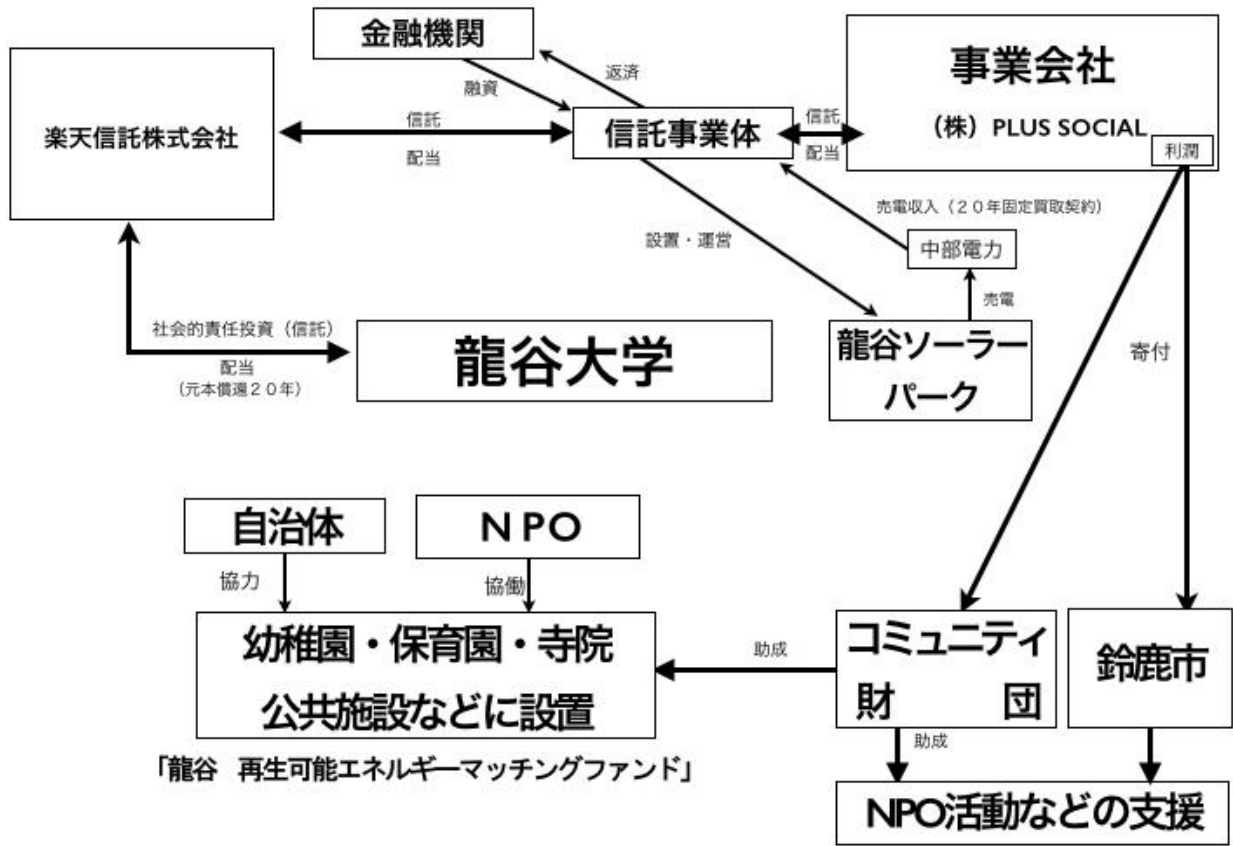 金融機関
事業会社
(株)PLUS SOCIAL
利潤
楽天信託株式会社
返済
融資
信託
配当
信託事業体
信託
配当
売電収入(20年固定買取契約)
設置・運営
中部電力
売電
社会的責任投資(信託)
配当
(元本償還20年)
龍谷大学
龍谷ソーラー
パーク
寄付
自治体
NPO
協力
協働
幼稚園・保育園・寺院
公共施設などに設置
助成
コミュニティ
財 団
鈴鹿市
助成
「龍谷 再生可能エネルギーマッチングファンド」
NPO活動などの支援